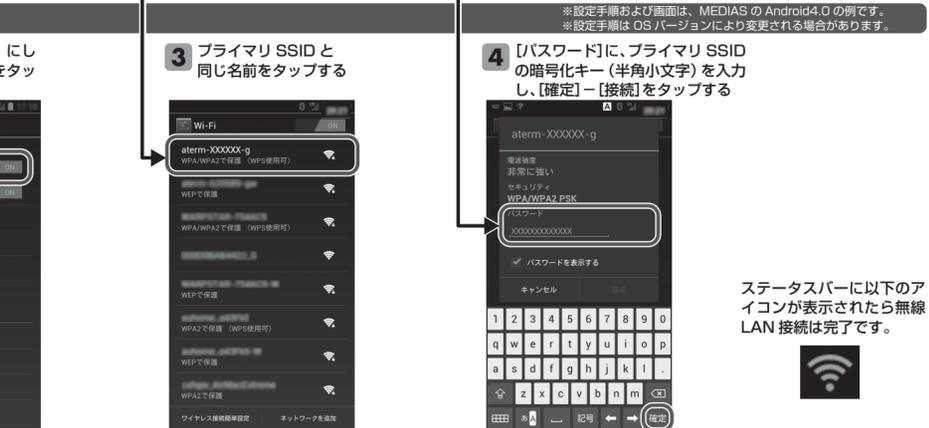 ※設定手順および画面は、MEDIAS の Android4.0 の例です。
※設定手順は OS バージョンにより変更される場合があります。
にし
をタッ
17:10
ON
ON
3 プライマリ SSID と
同じ名前をタップする
Wi-Fi ON
aterm-XXXXXX-g
WPA/WPA2で保護 (WPS使用可)
WEPで保護
WPA/WPA2で保護 (WPS使用可)
WEPで保護
WPA2で保護 (WPS使用可)
WEPで保護
WPA2で保護
ワイヤレス接続簡単設定 ネットワークを追加
4 [パスワード]に、プライマリ SSID
の暗号化キー(半角小文字)を入力
し、[確定]-[接続]をタップする
A
aterm-XXXXXX-g
電波強度
非常に強い
セキュリティ
WPA/WPA2 PSK
パスワード
XXXXXXXXXXXXX
パスワードを表示する
キャンセル 接続
1 2 3 4 5 6 7 8 9 0
q w e r t y u i o p
a s d f g h j k l .
z x c v b n m
あA 記号 確定
ステータスバーに以下のア
イコンが表示されたら無線
LAN 接続は完了です。